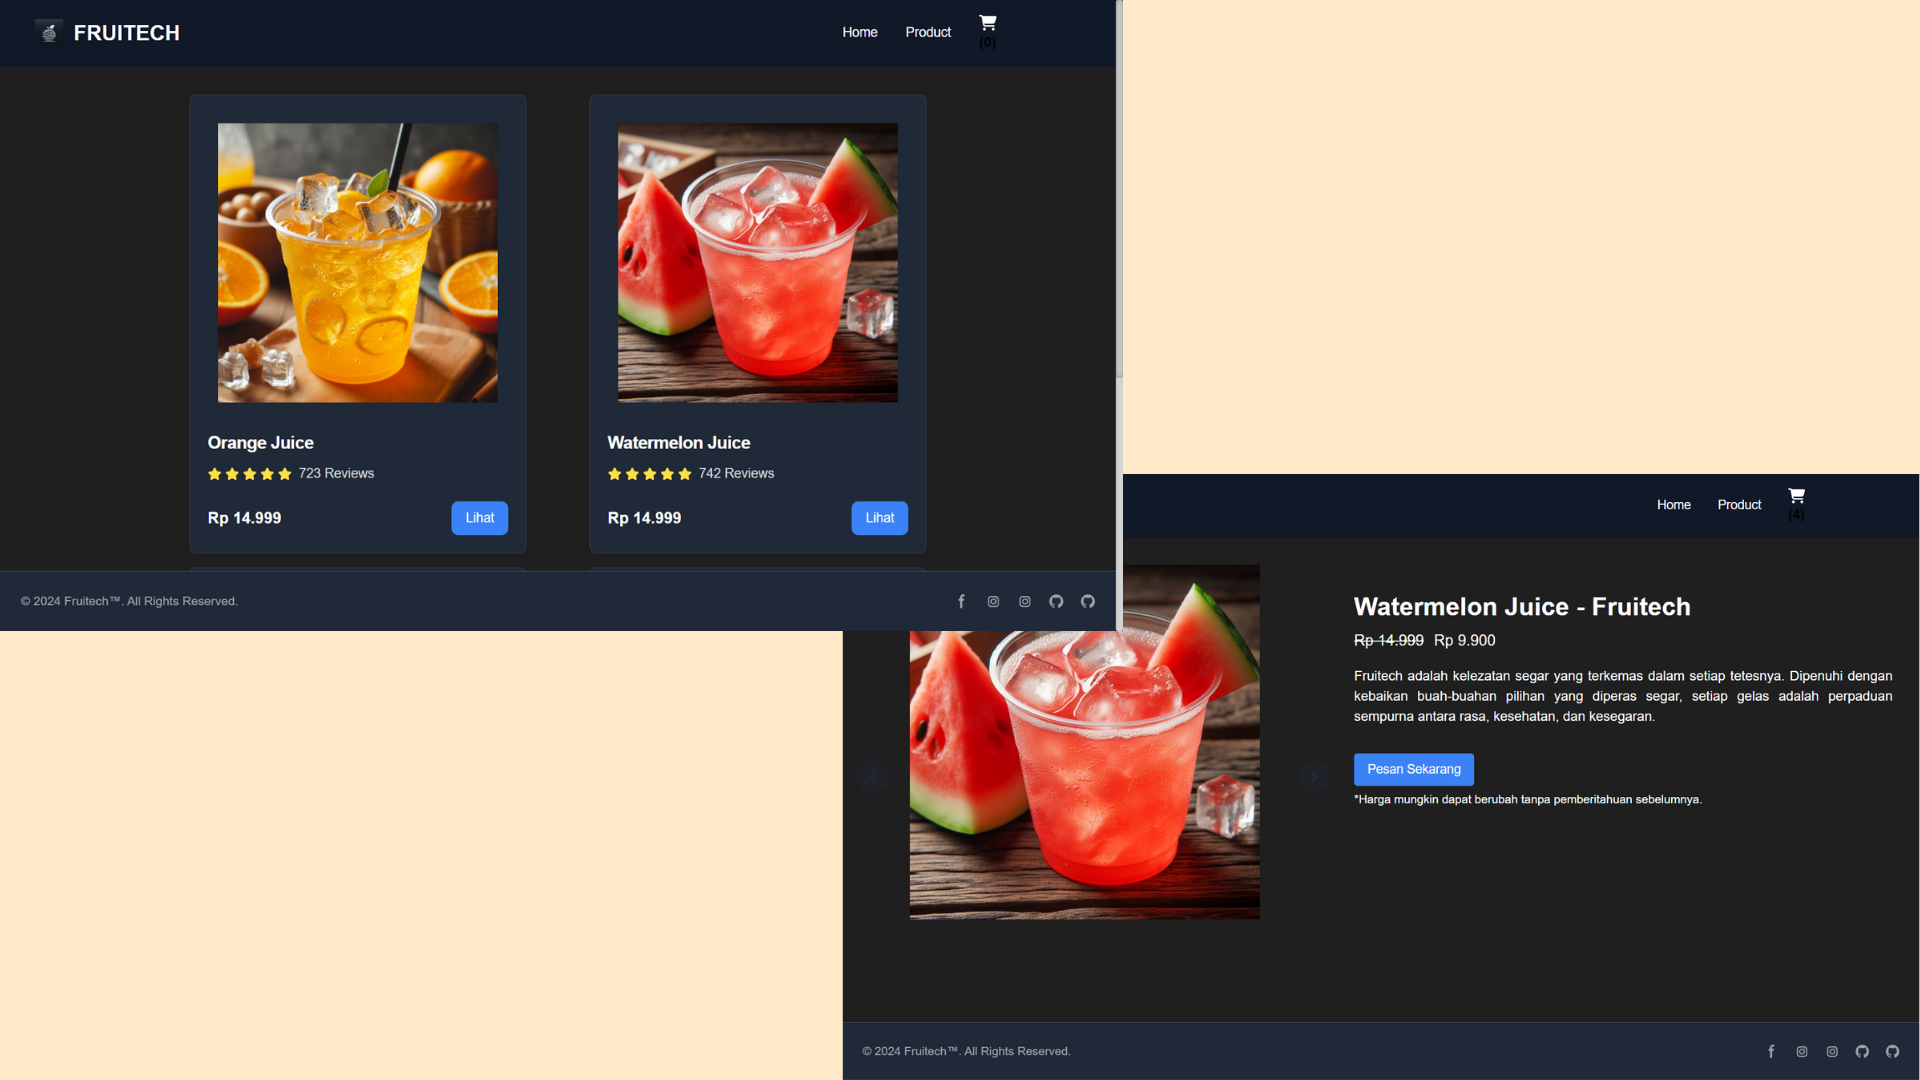 FRUITECH
Home
Product
(0)
Orange Juice
723 Reviews
Rp 14.999
Lihat
Watermelon Juice
742 Reviews
Rp 14.999
Lihat
© 2024 Fruitech™. All Rights Reserved.
Home
Product
(4)
Watermelon Juice - Fruitech
Rp 14.999 Rp 9.900
Fruitech adalah kelezatan segar yang terkemas dalam setiap tetesnya. Dipenuhi dengan
kebaikan buah-buahan pilihan yang diperas segar, setiap gelas adalah perpaduan
sempurna antara rasa, kesehatan, dan kesegaran.
Pesan Sekarang
*Harga mungkin dapat berubah tanpa pemberitahuan sebelumnya.
© 2024 Fruitech™. All Rights Reserved.